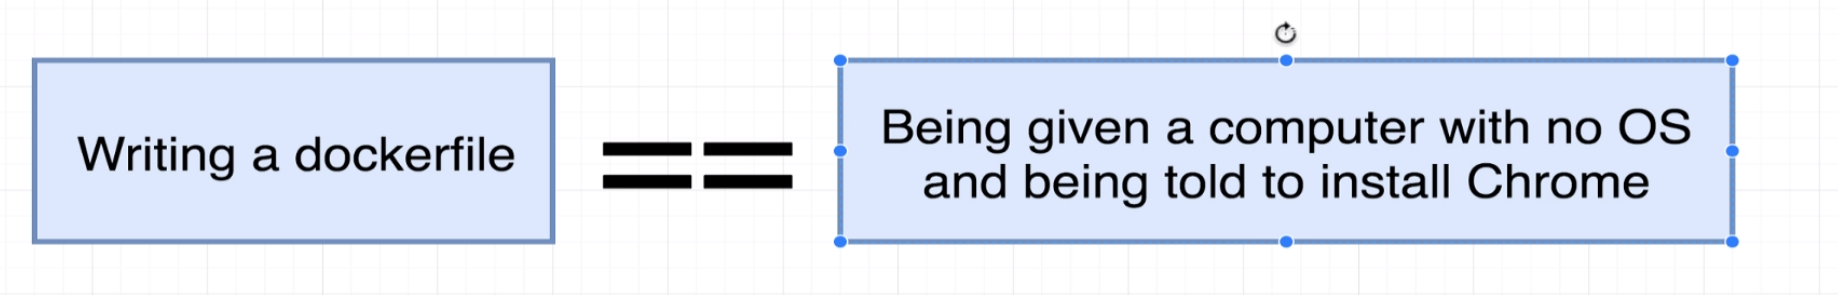 Writing a dockerfile
==
Being given a computer with no OS
and being told to install Chrome